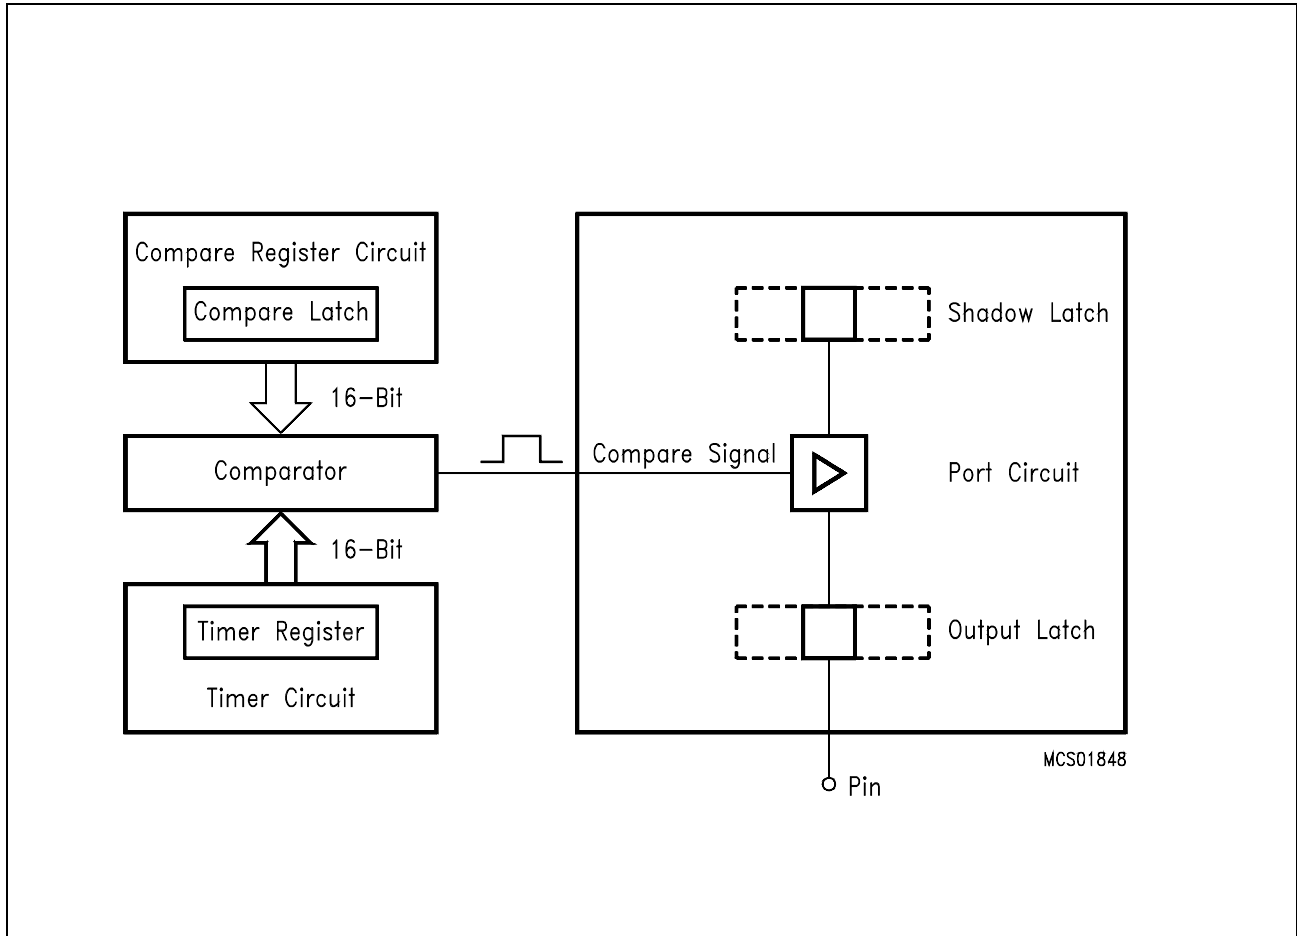 Compare Register Circuit
Compare Latch
16-Bit
Comparator
16-Bit
Timer Register
Timer Circuit
Compare Signal
Shadow Latch
Port Circuit
Output Latch
MCS01848
Pin